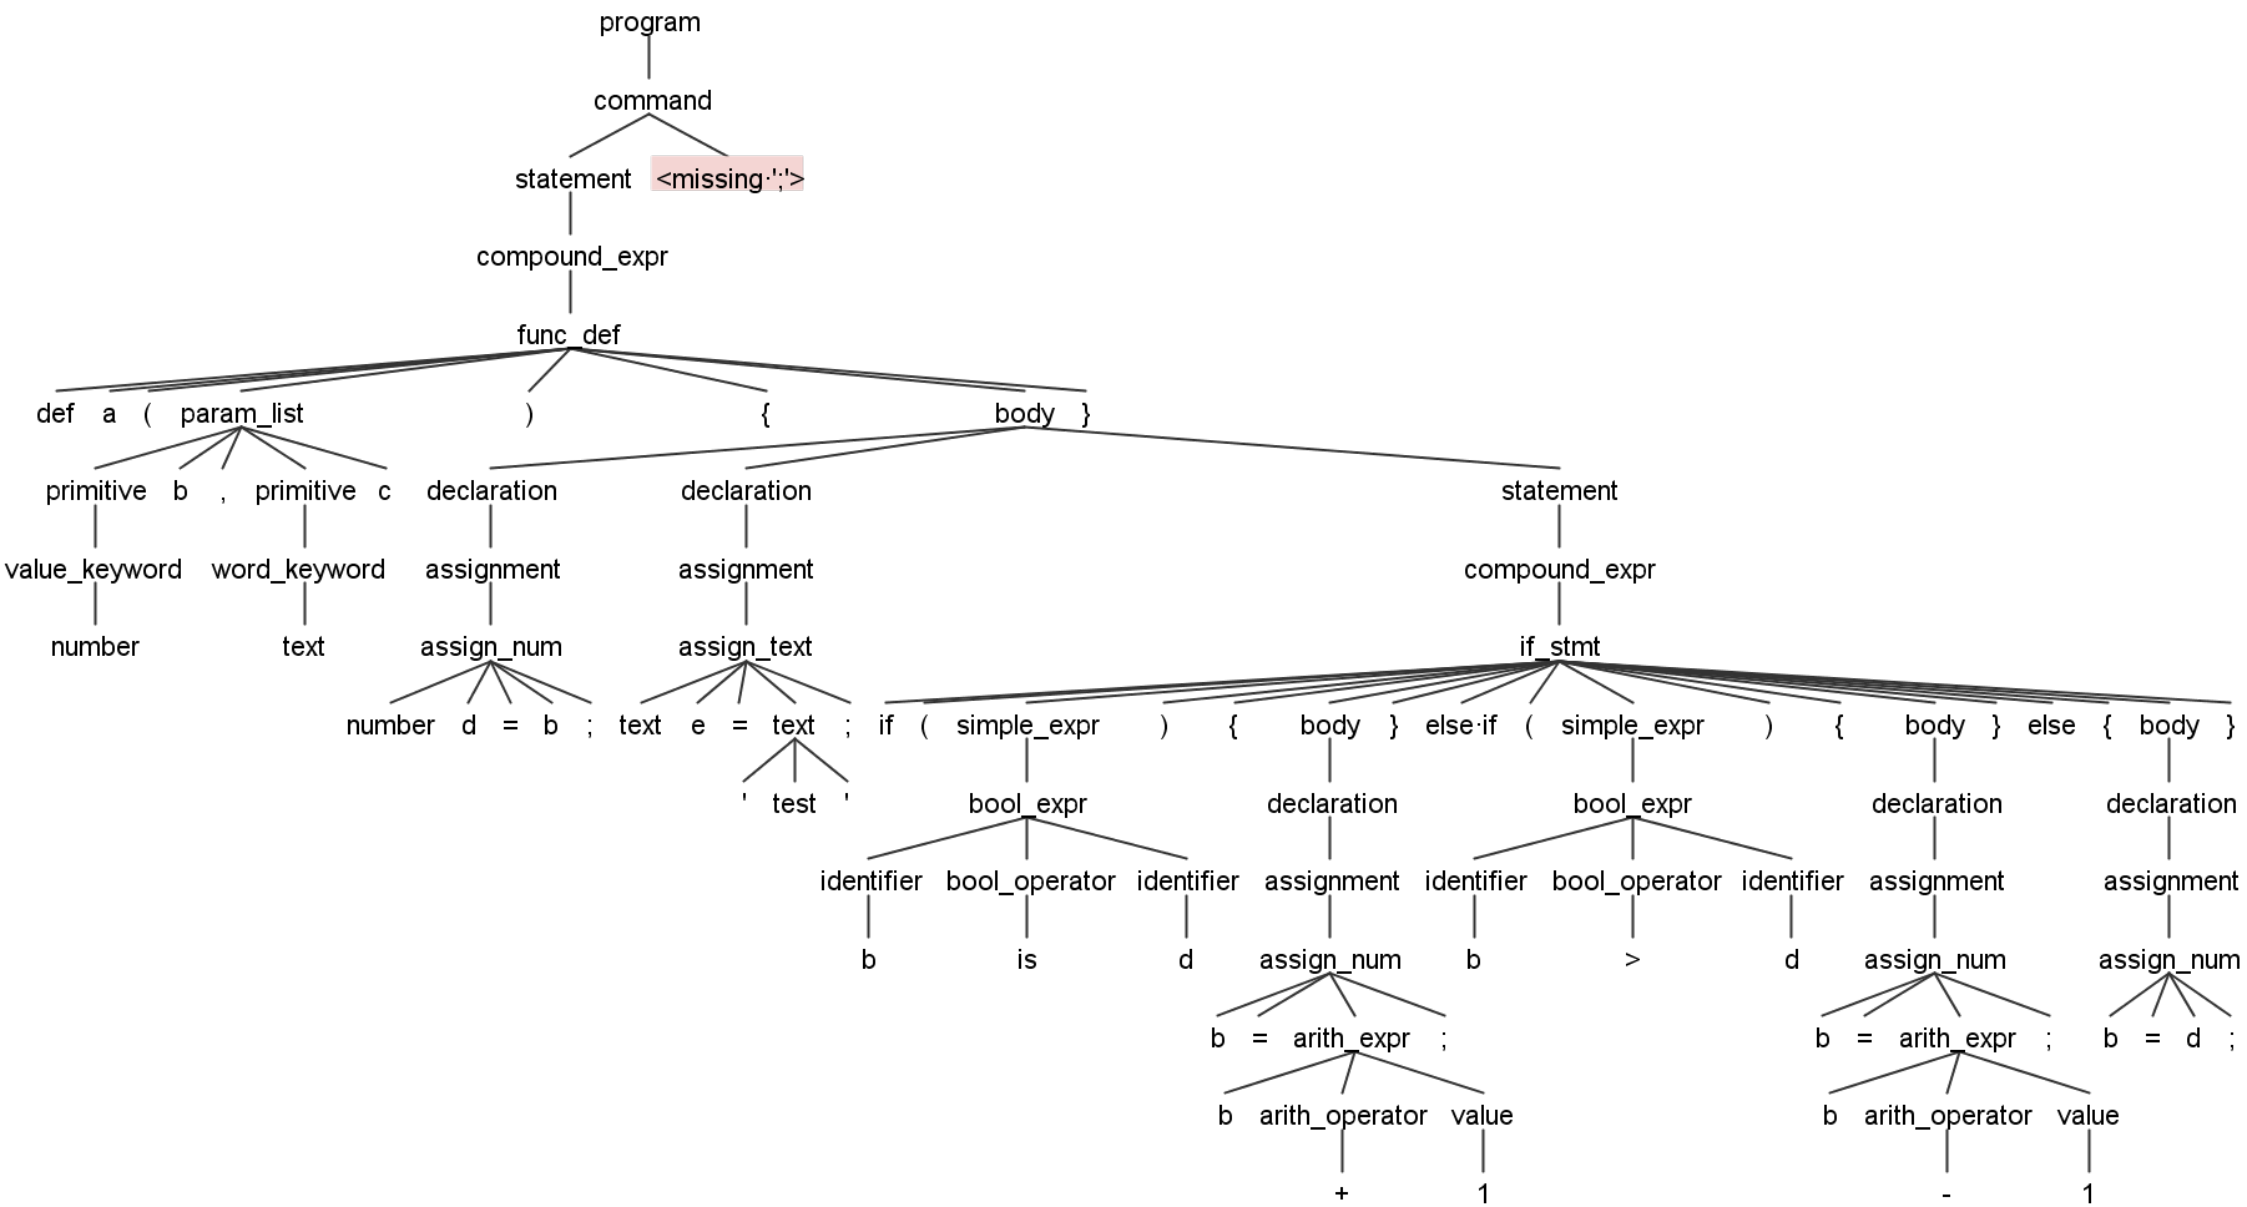 program
command
statement <missing·';'>
compound_expr
func_def
def a ( param_list ) { body }
primitive b , primitive c declaration declaration statement
value_keyword word_keyword assignment assignment compound_expr
number text assign_num assign_text if_stmt
number d = b ; text e = text ; if ( simple_expr ) { body } else·if ( simple_expr ) { body } else { body }
' test ' bool_expr declaration bool_expr declaration declaration
identifier bool_operator identifier assignment identifier bool_operator identifier assignment assignment
b is d assign_num b > d assign_num assign_num
b = arith_expr ; b = arith_expr ; b = d ;
b arith_operator value b arith_operator value
+ 1 - 1